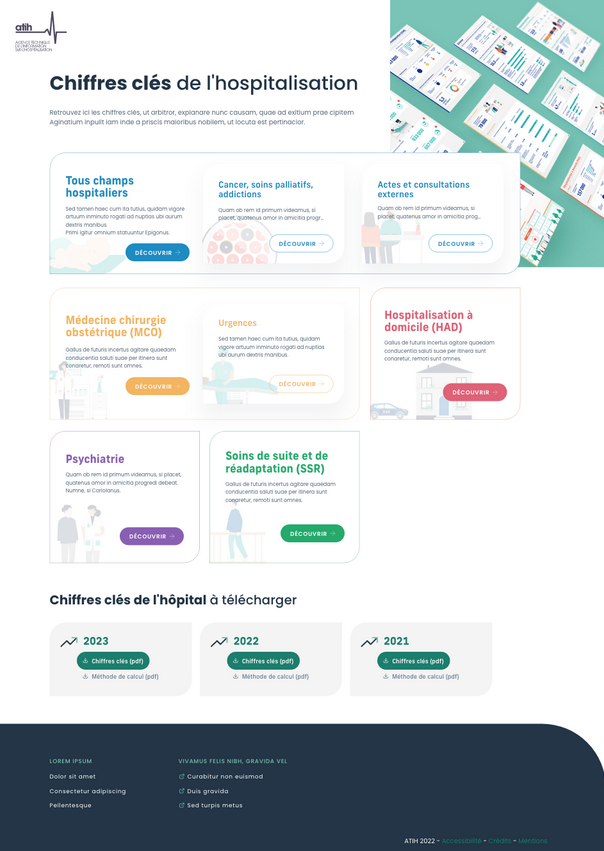 atih
AGENCE TECHNIQUE
DE L'INFORMATION
SUR L'HOSPITALISATION
Chiffres clés de l'hospitalisation
Retrouvez ici les chiffres clés, ut arbitror, explanare nunc causam, quae ad exitium prae cipitem
Aginatium inpulit iam inde a priscis maioribus nobilem, ut locuta est pertinacior.
Tous champs
hospitaliers
Sed tamen haec cum ita tutius, quidam vigore
artuum inminuto rogati ad nuptias ubi aurum
dextris manibus.
Frimi igitur omnium statuuntur Epigonus.
DÉCOUVRIR
Cancer, soins palliatifs,
addictions
Quam ob rem id primum videamus, si
placet, quatenus amor in amicitia progr...
DÉCOUVRIR
Actes et consultations
externes
Quam ob rem id primum videamus, si
placet, quatenus amor in amicitia prog...
DÉCOUVRIR
Médecine chirurgie
obstétrique (MCO)
Gallus de futuris incertus agitare quaedam
conducentia saluti suae per itinera sunt
conaretur, remoti sunt omnes.
DÉCOUVRIR
Urgences
Sed tamen haec cum ita tutius, quidam
vigore artuum inminuto rogati ad nuptias
ubi aurum dextris manibus.
DÉCOUVRIR
Hospitalisation à
domicile (HAD)
Gallus de futuris incertus agitare quaedam
conducentia saluti suae per itinera sunt
conaretur, remoti sunt omnes.
DÉCOUVRIR
Psychiatrie
Quam ob rem id primum videamus, si placet,
quatenus amor in amicitia progredi debeat.
Numne, si Coriolanus.
DÉCOUVRIR
Soins de suite et de
réadaptation (SSR)
Gallus de futuris incertus agitare quaedam
conducentia saluti suae per itinera sunt
conaretur, remoti sunt omnes.
DÉCOUVRIR
Chiffres clés de l'hôpital à télécharger
2023
Chiffres clés (pdf)
Méthode de calcul (pdf)
2022
Chiffres clés (pdf)
Méthode de calcul (pdf)
2021
Chiffres clés (pdf)
Méthode de calcul (pdf)
LOREM IPSUM
Dolor sit amet
Consectetur adipiscing
Pellentesque
VIVAMUS FELIS NIBH, GRAVIDA VEL
Curabitur non euismod
Duis gravida
Sed turpis metus
ATIH 2022 - Accessibilité - Crédits - Mentions